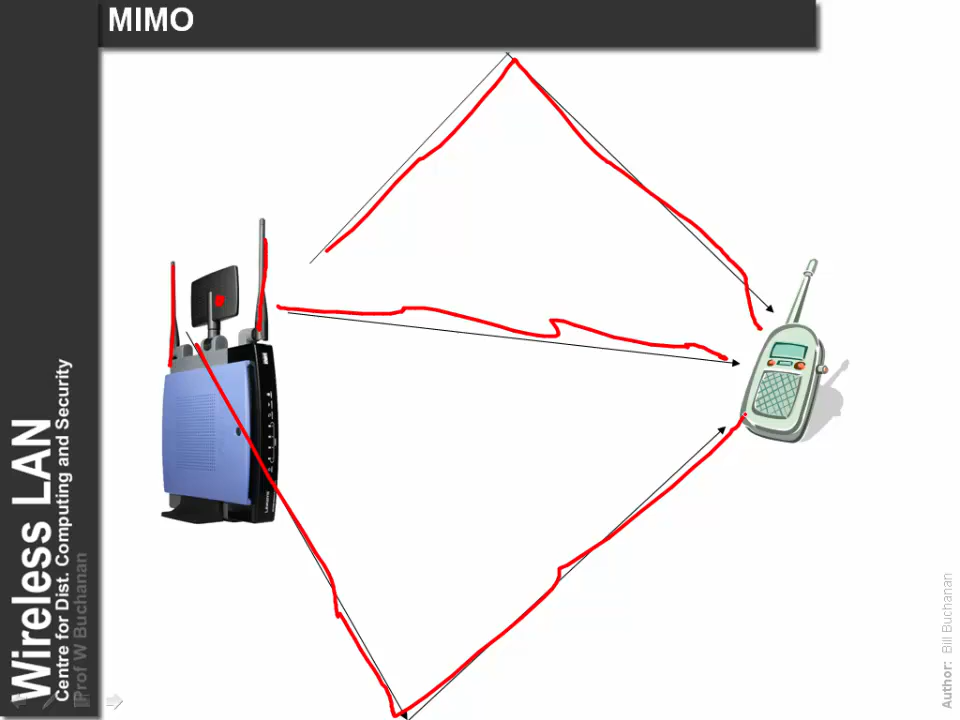 MIMO
Wireless LAN
Centre for Dist. Computing and Security
Prof W Buchanan
Author: Bill Buchanan